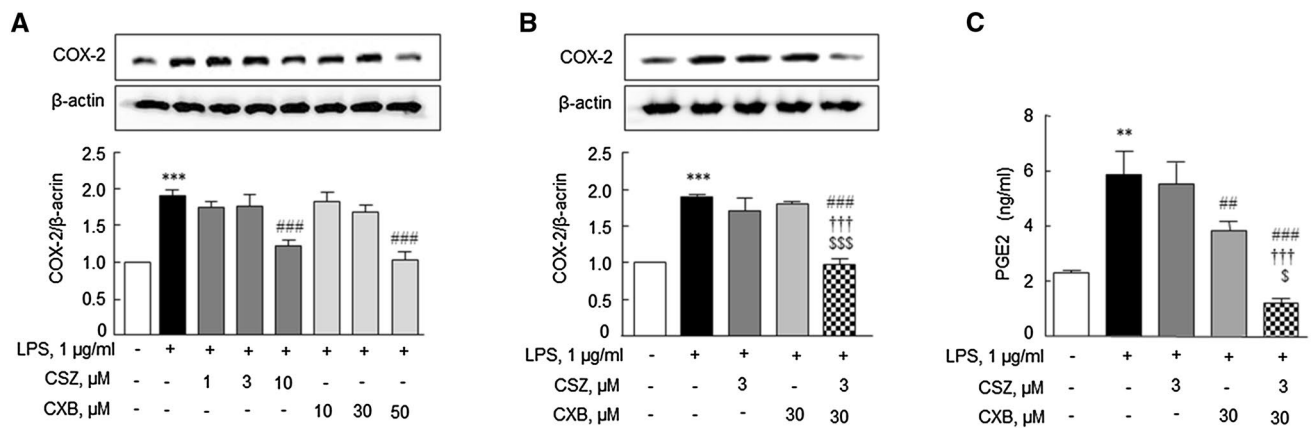 A
COX-2
β-actin
COX-2/β-acrin
2.5
2.0
1.5
1.0
0.5
0
***
###
###
LPS, 1 µg/ml - + + + + + + +
CSZ, µM - - 1 3 10 - - -
CXB, µM - - - - - 10 30 50
B
COX-2
β-actin
COX-2/β-acrin
2.5
2.0
1.5
1.0
0.5
0
***
###
†††
$$$
LPS, 1 µg/ml - + + + +
CSZ, µM - - 3 - 3
CXB, µM - - - 30 30
C
PGE2 (ng/ml)
8
6
4
2
0
**
##
###
†††
$
LPS, 1 µg/ml - + + + +
CSZ, µM - - 3 - 3
CXB, µM - - - 30 30